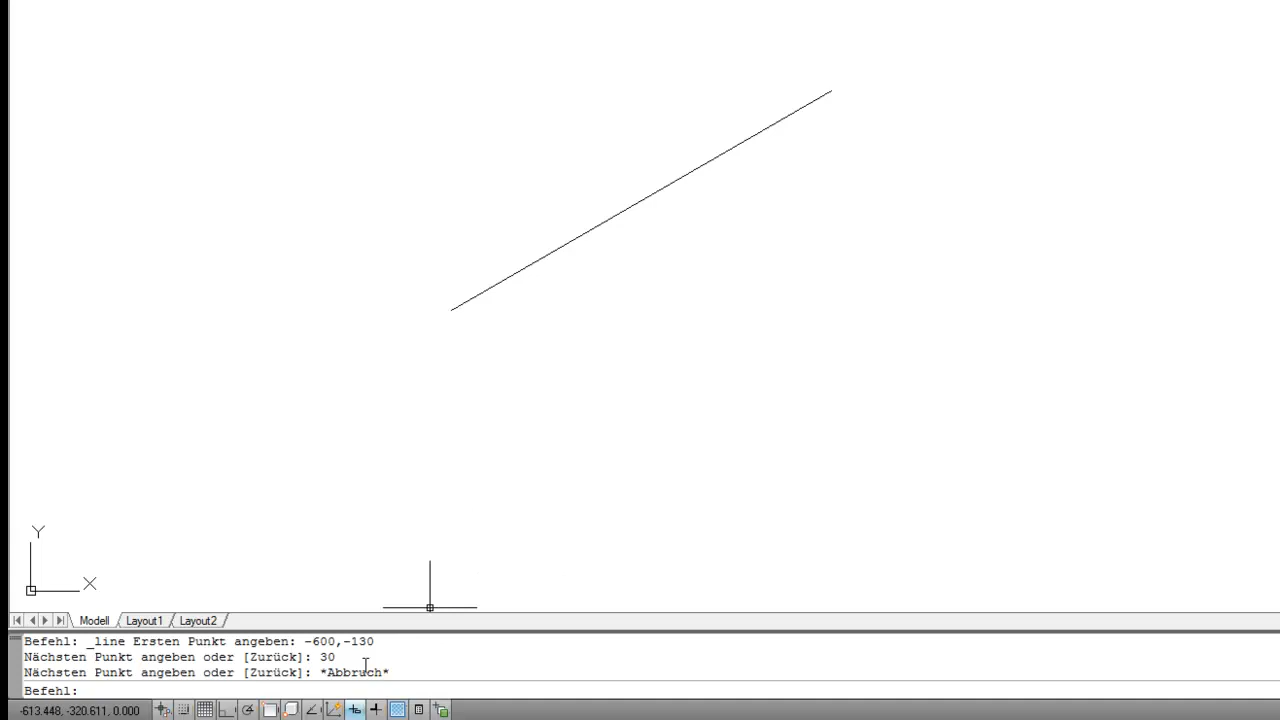 Y
X
Modell Layout1 Layout2
Befehl: _line Ersten Punkt angeben: -600,-130
Nächsten Punkt angeben oder [Zurück]: 30
Nächsten Punkt angeben oder [Zurück]: *Abbruch*
Befehl:
-613.448, -320.611, 0.000